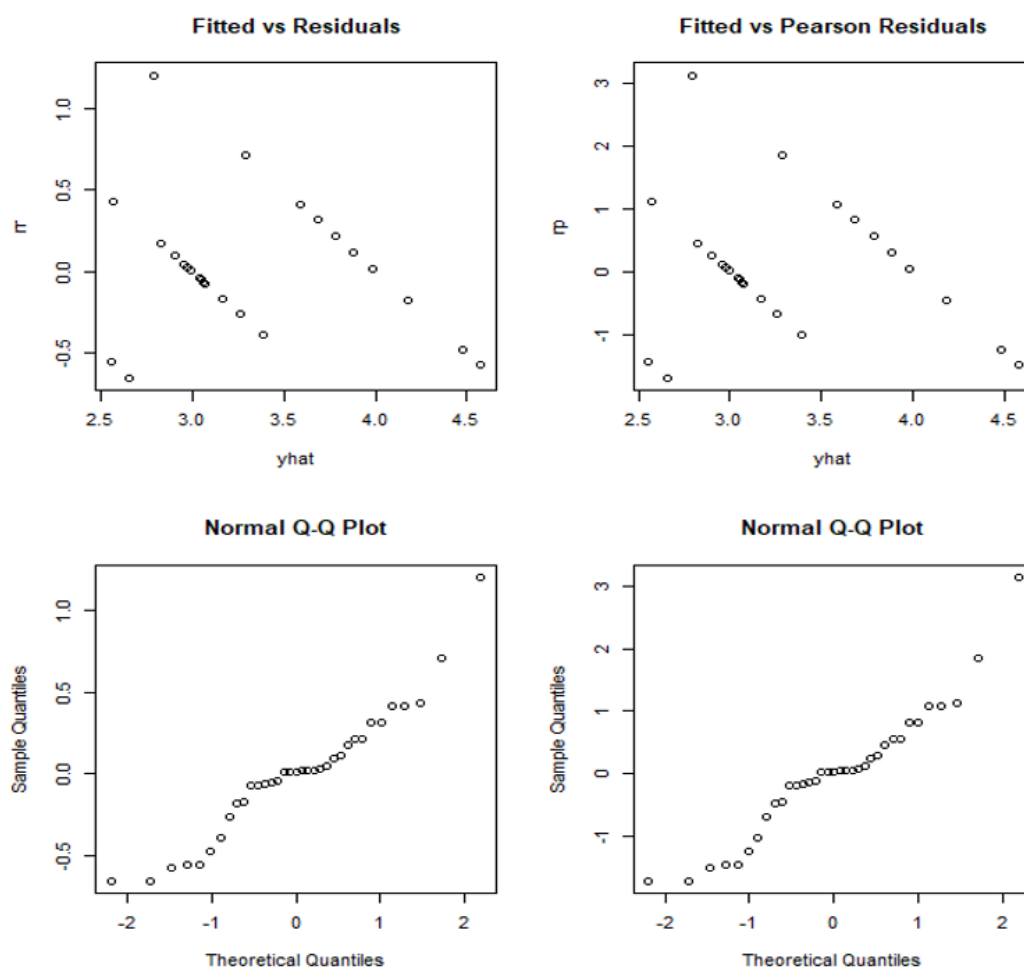 Fitted vs Residuals
rr
1.0
0.5
0.0
-0.5
2.5 3.0 3.5 4.0 4.5
yhat
Fitted vs Pearson Residuals
rp
3
2
1
0
-1
2.5 3.0 3.5 4.0 4.5
yhat
Normal Q-Q Plot
Sample Quantiles
1.0
0.5
0.0
-0.5
-2 -1 0 1 2
Theoretical Quantiles
Normal Q-Q Plot
Sample Quantiles
3
2
1
0
-1
-2 -1 0 1 2
Theoretical Quantiles